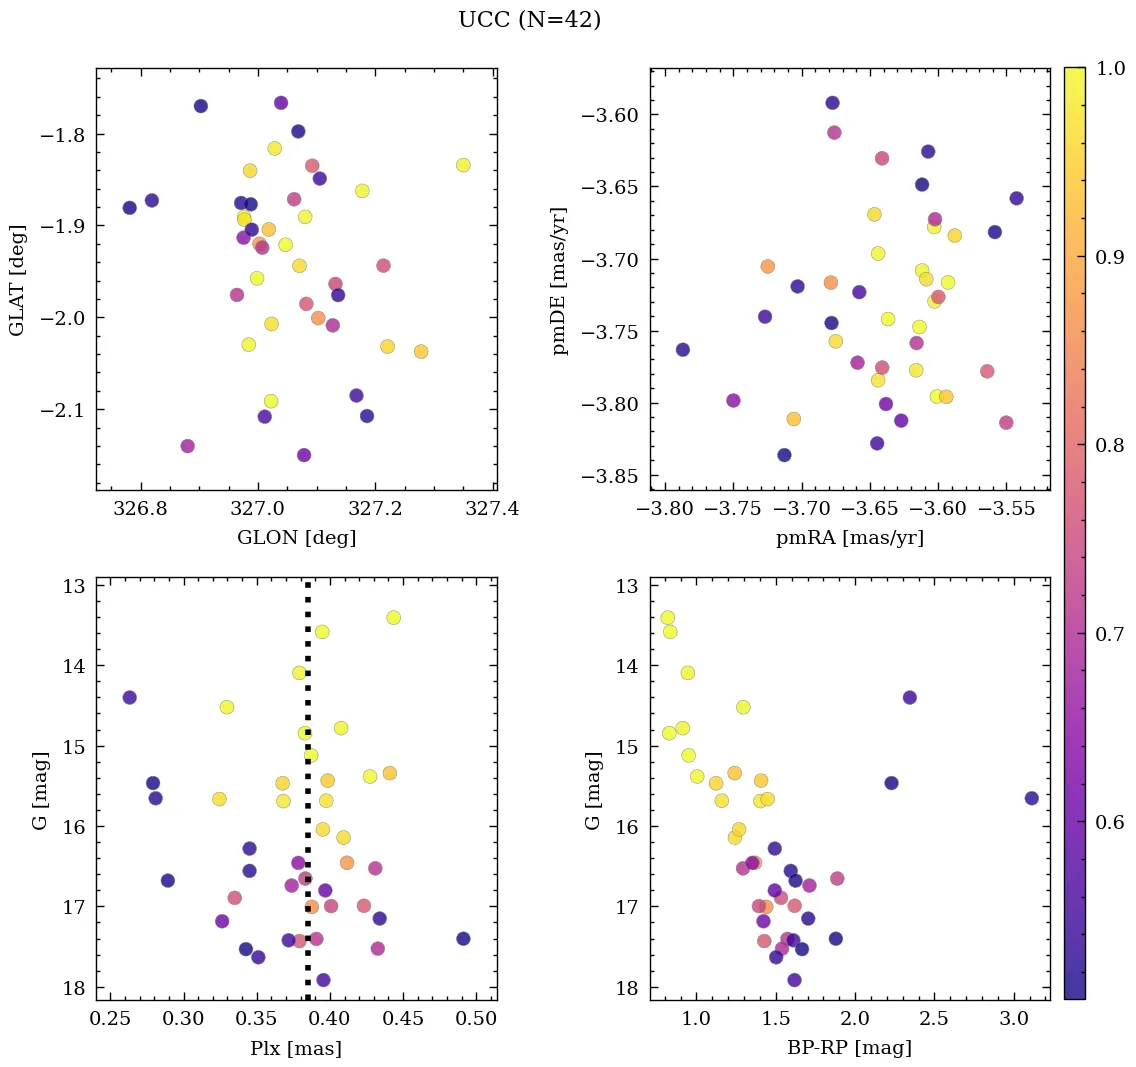 UCC (N=42)
−1.8
−1.9
−2.0
−2.1
GLAT [deg]
326.8 327.0 327.2 327.4
GLON [deg]
−3.60
−3.65
−3.70
−3.75
−3.80
−3.85
pmDE [mas/yr]
−3.80 −3.75 −3.70 −3.65 −3.60 −3.55
pmRA [mas/yr]
1.0
0.9
0.8
0.7
0.6
13
14
15
16
17
18
G [mag]
0.25 0.30 0.35 0.40 0.45 0.50
Plx [mas]
13
14
15
16
17
18
G [mag]
1.0 1.5 2.0 2.5 3.0
BP-RP [mag]